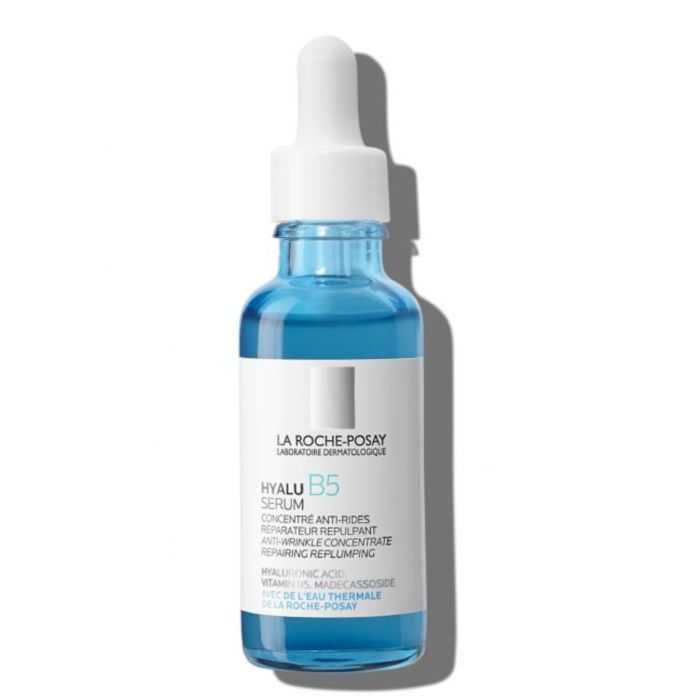 LA ROCHE-POSAY
LABORATOIRE DERMATOLOGIQUE
HYALU B5
SERUM
CONCENTRÉ ANTI-RIDES
RÉPARATEUR REPULPANT
ANTI-WRINKLE CONCENTRATE
REPAIRING REPLUMPING
HYALURONIC ACID.
VITAMIN B5. MADECASSOSIDE
AVEC DE L'EAU THERMALE
DE LA ROCHE-POSAY